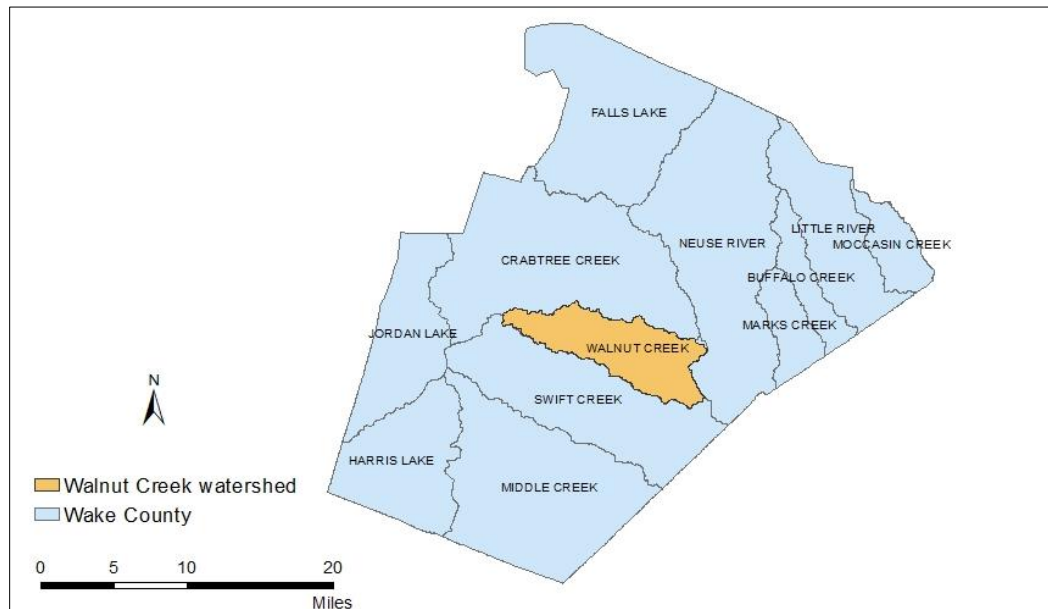 FALLS LAKE
NEUSE RIVER
LITTLE RIVER
MOCCASIN CREEK
CRABTREE CREEK
BUFFALO CREEK
MARKS CREEK
JORDAN LAKE
WALNUT CREEK
SWIFT CREEK
HARRIS LAKE
MIDDLE CREEK
N
Walnut Creek watershed
Wake County
0 5 10 20
Miles